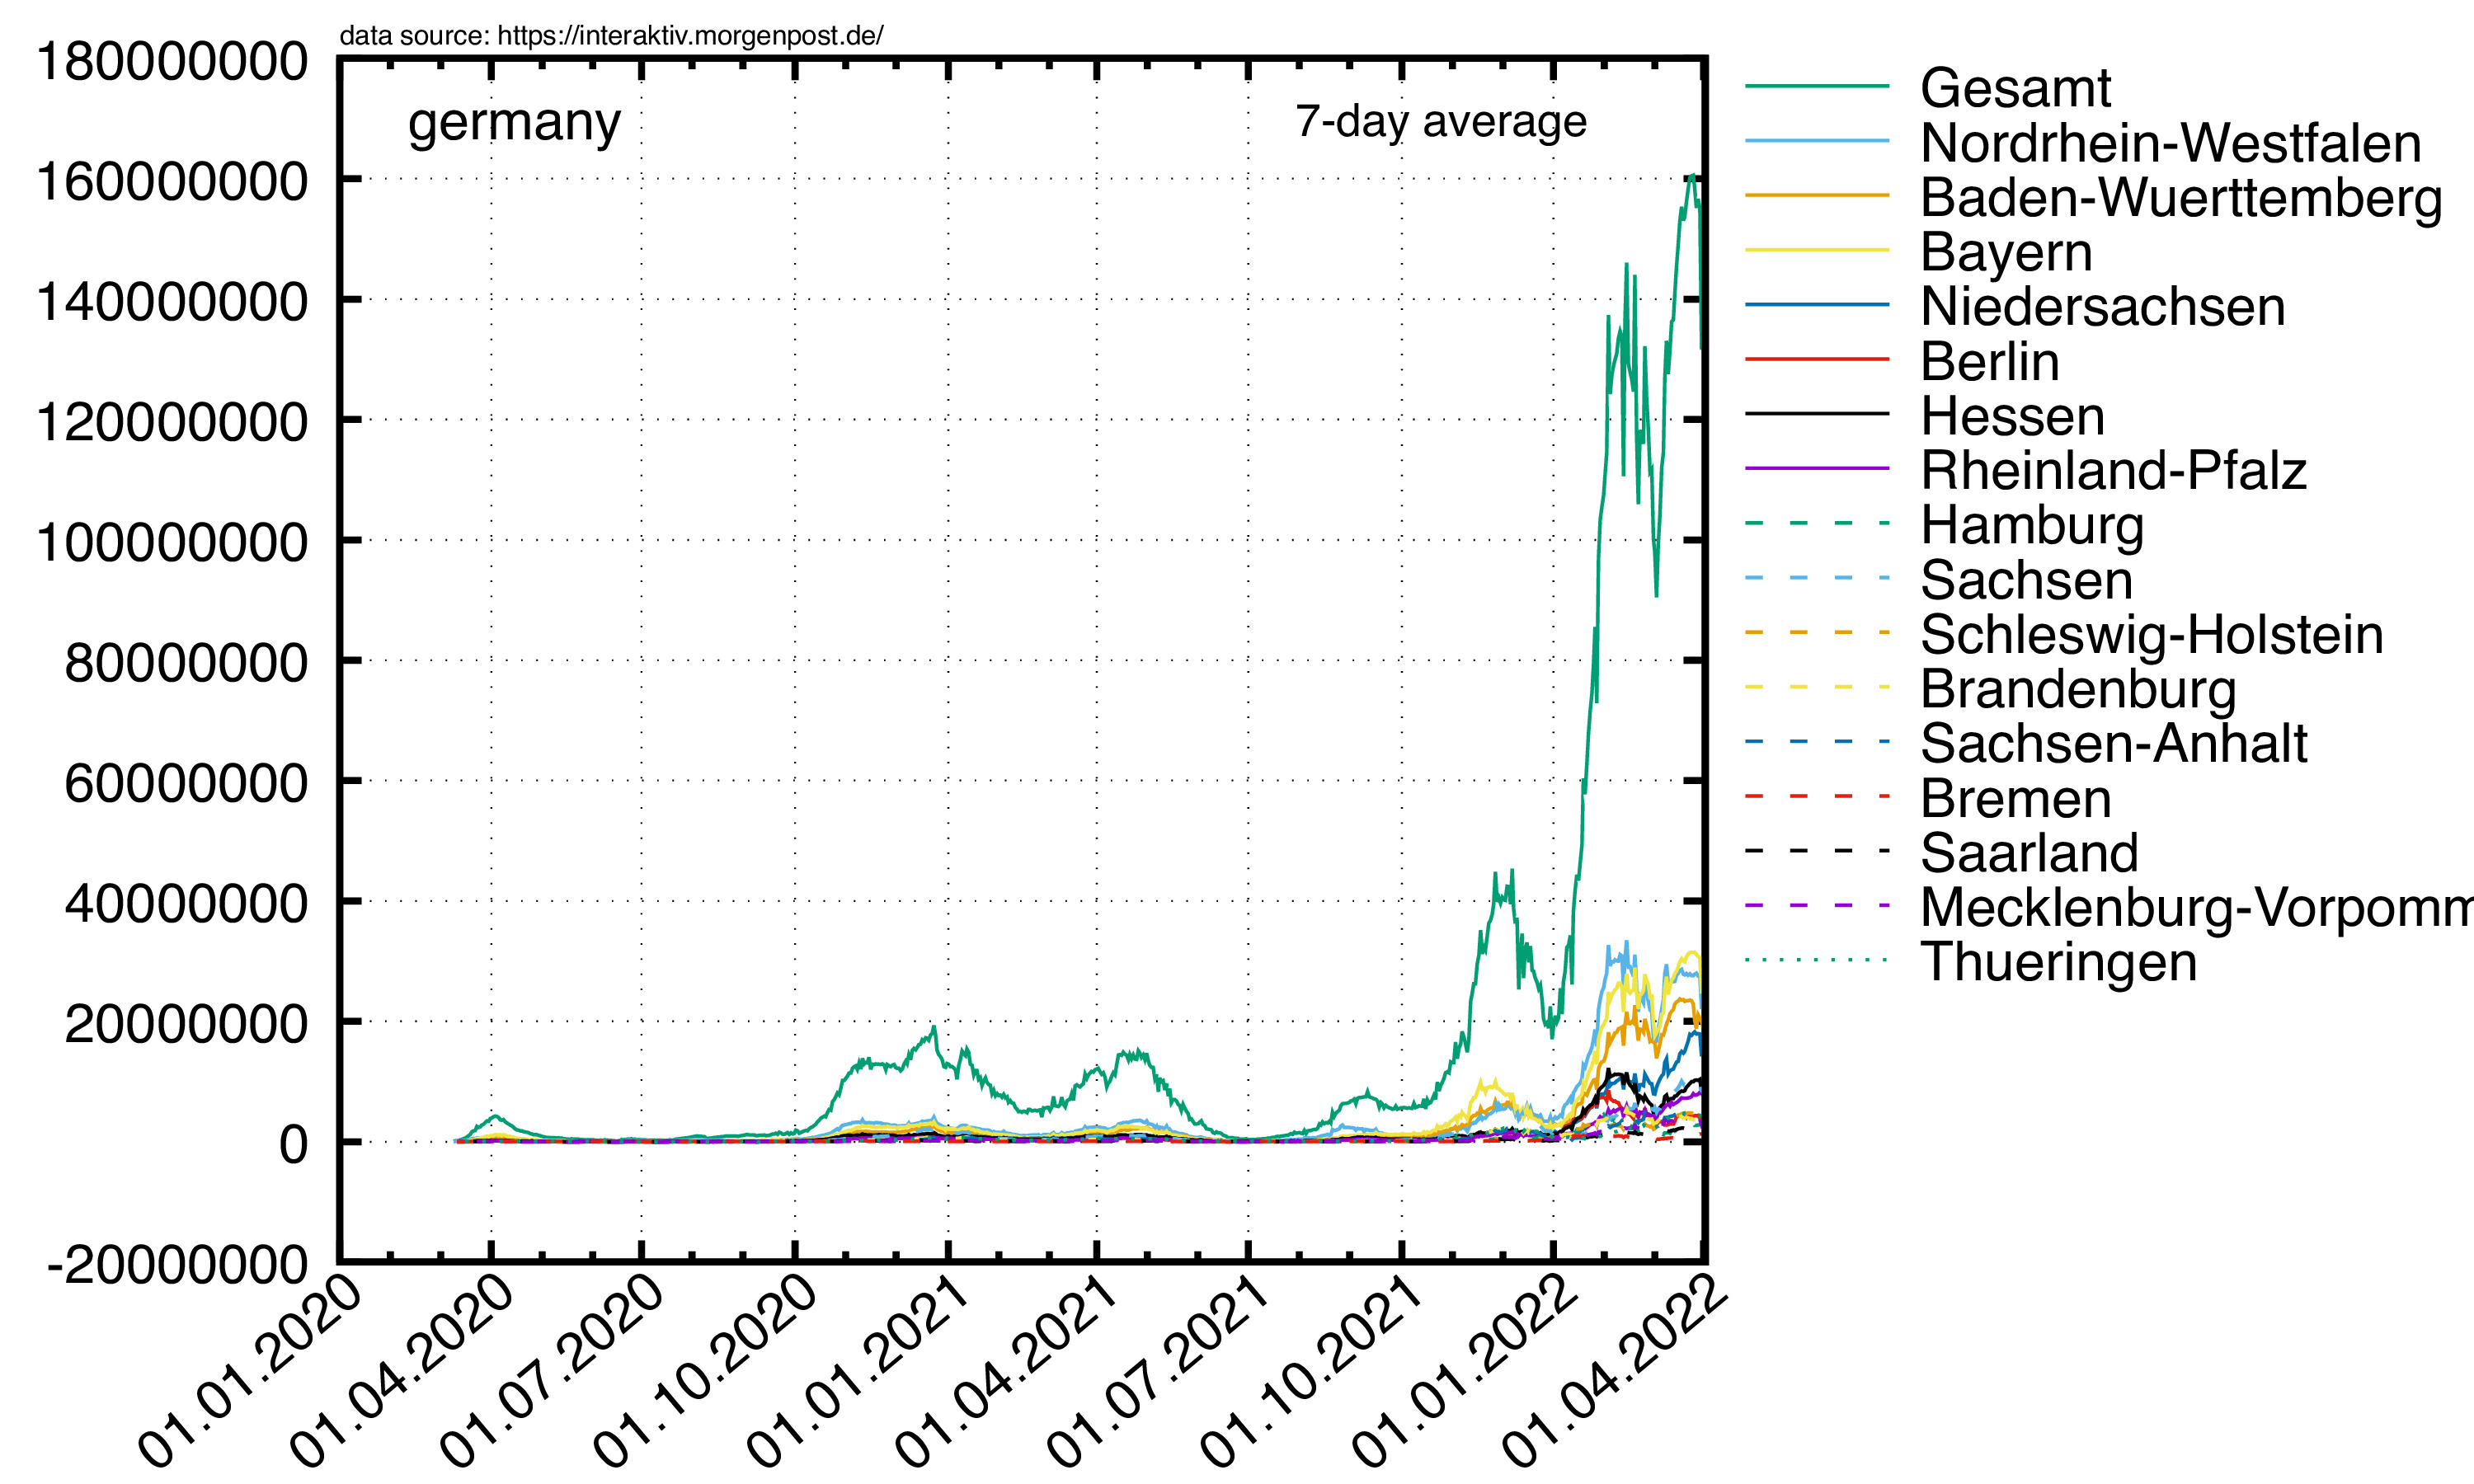 data source: https://interaktiv.morgenpost.de/
germany
7-day average
180000000
160000000
140000000
120000000
100000000
80000000
60000000
40000000
20000000
0
-20000000
01.01.2020
01.04.2020
01.07.2020
01.10.2020
01.01.2021
01.04.2021
01.07.2021
01.10.2021
01.01.2022
01.04.2022
Gesamt
Nordrhein-Westfalen
Baden-Wuerttemberg
Bayern
Niedersachsen
Berlin
Hessen
Rheinland-Pfalz
Hamburg
Sachsen
Schleswig-Holstein
Brandenburg
Sachsen-Anhalt
Bremen
Saarland
Mecklenburg-Vorpomm
Thueringen